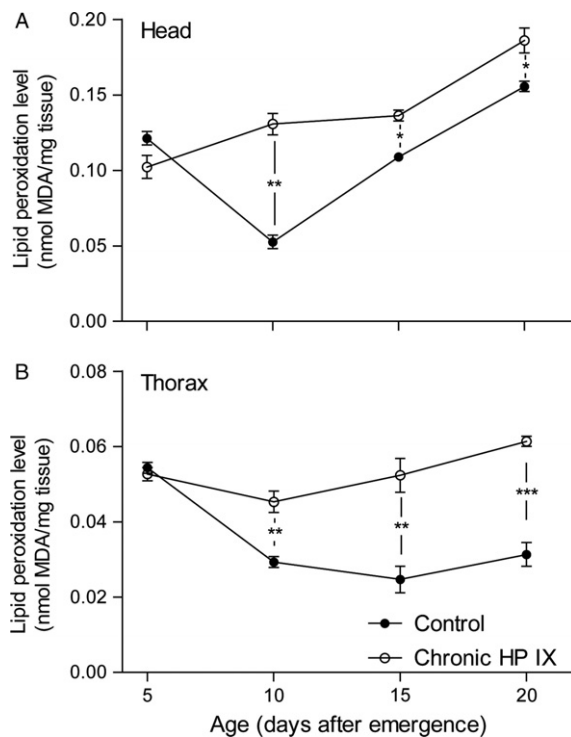 A
Head
Lipid peroxidation level
(nmol MDA/mg tissue)
0.20
0.15
0.10
0.05
0.00
**
*
*
B
Thorax
Lipid peroxidation level
(nmol MDA/mg tissue)
0.08
0.06
0.04
0.02
0.00
**
**
***
Control
Chronic HP IX
5 10 15 20
Age (days after emergence)